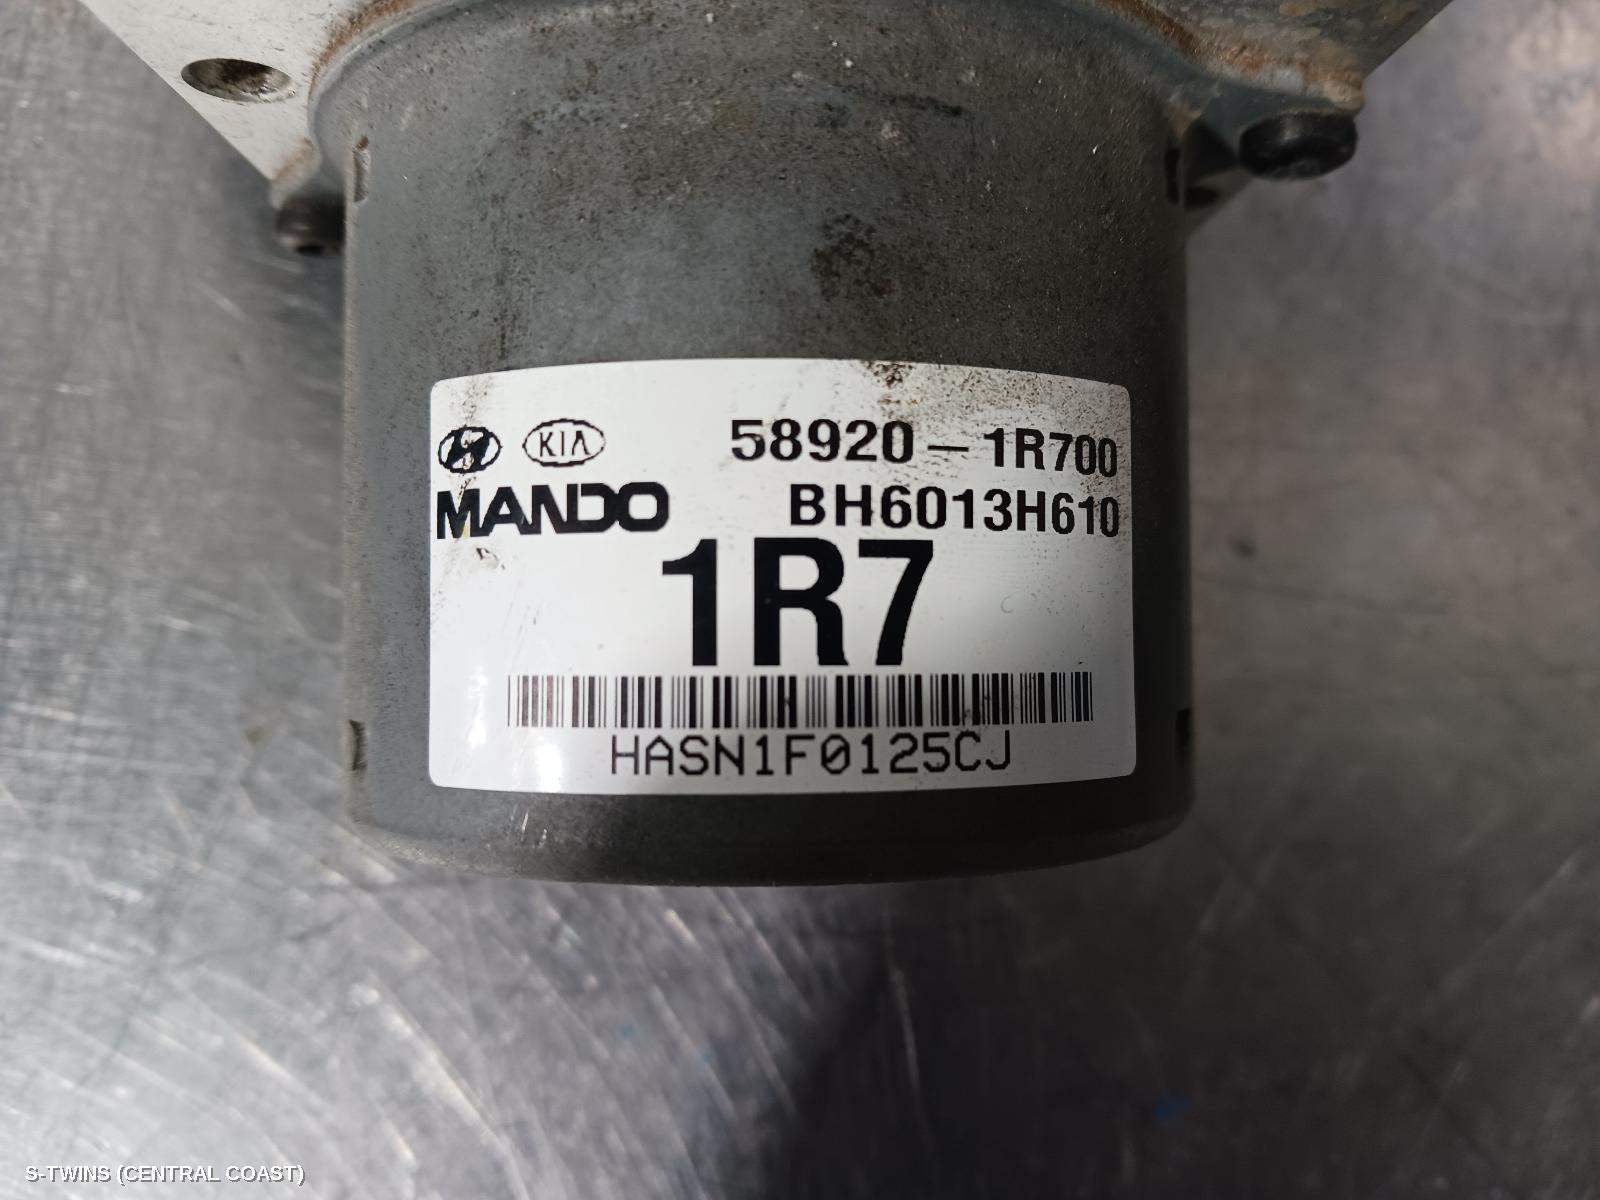 KIA 58920-1R700
MANDO BH6013H610
1R7
HASN1F0125CJ
S-TWINS (CENTRAL COAST)